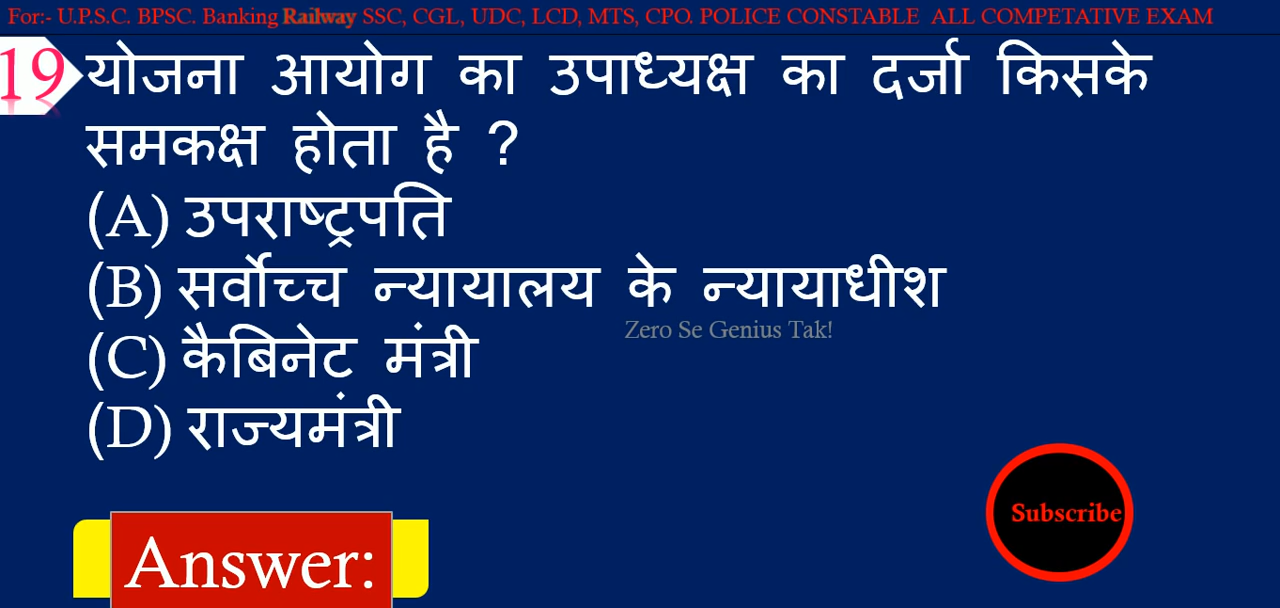 For:- U.P.S.C. BPSC. Banking Railway SSC, CGL, UDC, LCD, MTS, CPO. POLICE CONSTABLE ALL COMPETATIVE EXAM
19 योजना आयोग का उपाध्यक्ष का दर्जा किसके
समकक्ष होता है ?
(A) उपराष्ट्रपति
(B) सर्वोच्च न्यायालय के न्यायाधीश
Zero Se Genius Tak!
(C) कैबिनेट मंत्री
(D) राज्यमंत्री
Subscribe
Answer: